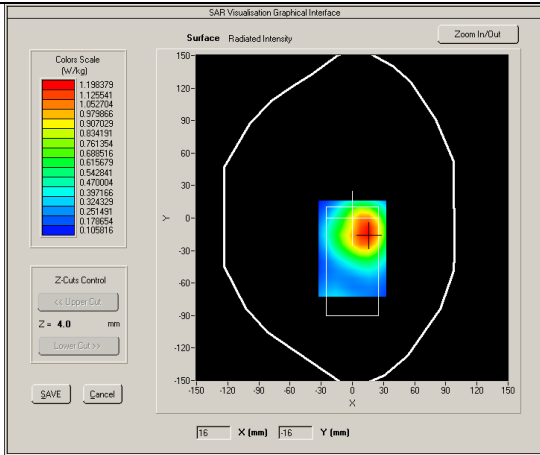 SAR Visualisation Graphical Interface
Surface Radiated Intensity
Zoom In/Out
Colors Scale
(W/kg)
1.198379
1.125541
1.052704
0.979866
0.907029
0.834191
0.761354
0.688516
0.615679
0.542841
0.470004
0.397166
0.324329
0.251491
0.178654
0.105816
150
120
90
60
30
0
-30
-60
-90
-120
-150
Y
-150 -120 -90 -60 -30 0 30 60 90 120 150
X
Z-Cuts Control
<< Upper Cut
Z = 4.0 mm
Lower Cut >>
SAVE Cancel
16 X (mm) -16 Y (mm)